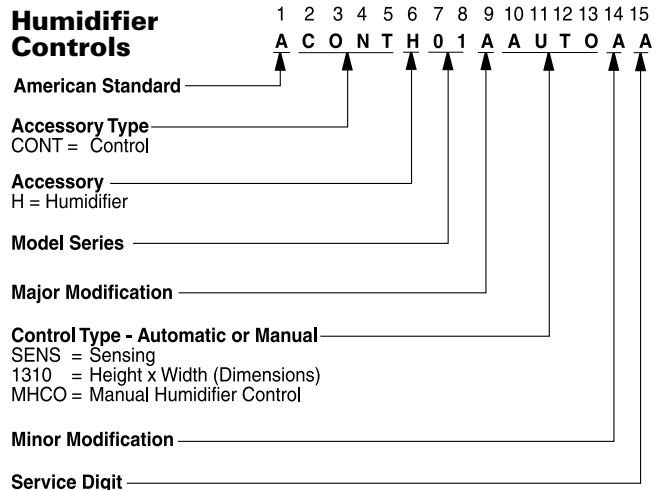 Humidifier
Controls
1 2 3 4 5 6 7 8 9 10 11 12 13 14 15
A C O N T H 0 1 A A U T O A A
American Standard
Accessory Type
CONT = Control
Accessory
H = Humidifier
Model Series
Major Modification
Control Type - Automatic or Manual
SENS = Sensing
1310 = Height x Width (Dimensions)
MHCO = Manual Humidifier Control
Minor Modification
Service Digit